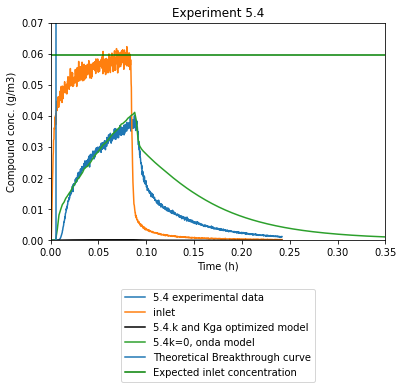 Experiment 5.4
Compound conc. (g/m3)
0.07
0.06
0.05
0.04
0.03
0.02
0.01
0.00
0.00 0.05 0.10 0.15 0.20 0.25 0.30 0.35
Time (h)
5.4 experimental data
inlet
5.4.k and Kga optimized model
5.4k=0, onda model
Theoretical Breakthrough curve
Expected inlet concentration